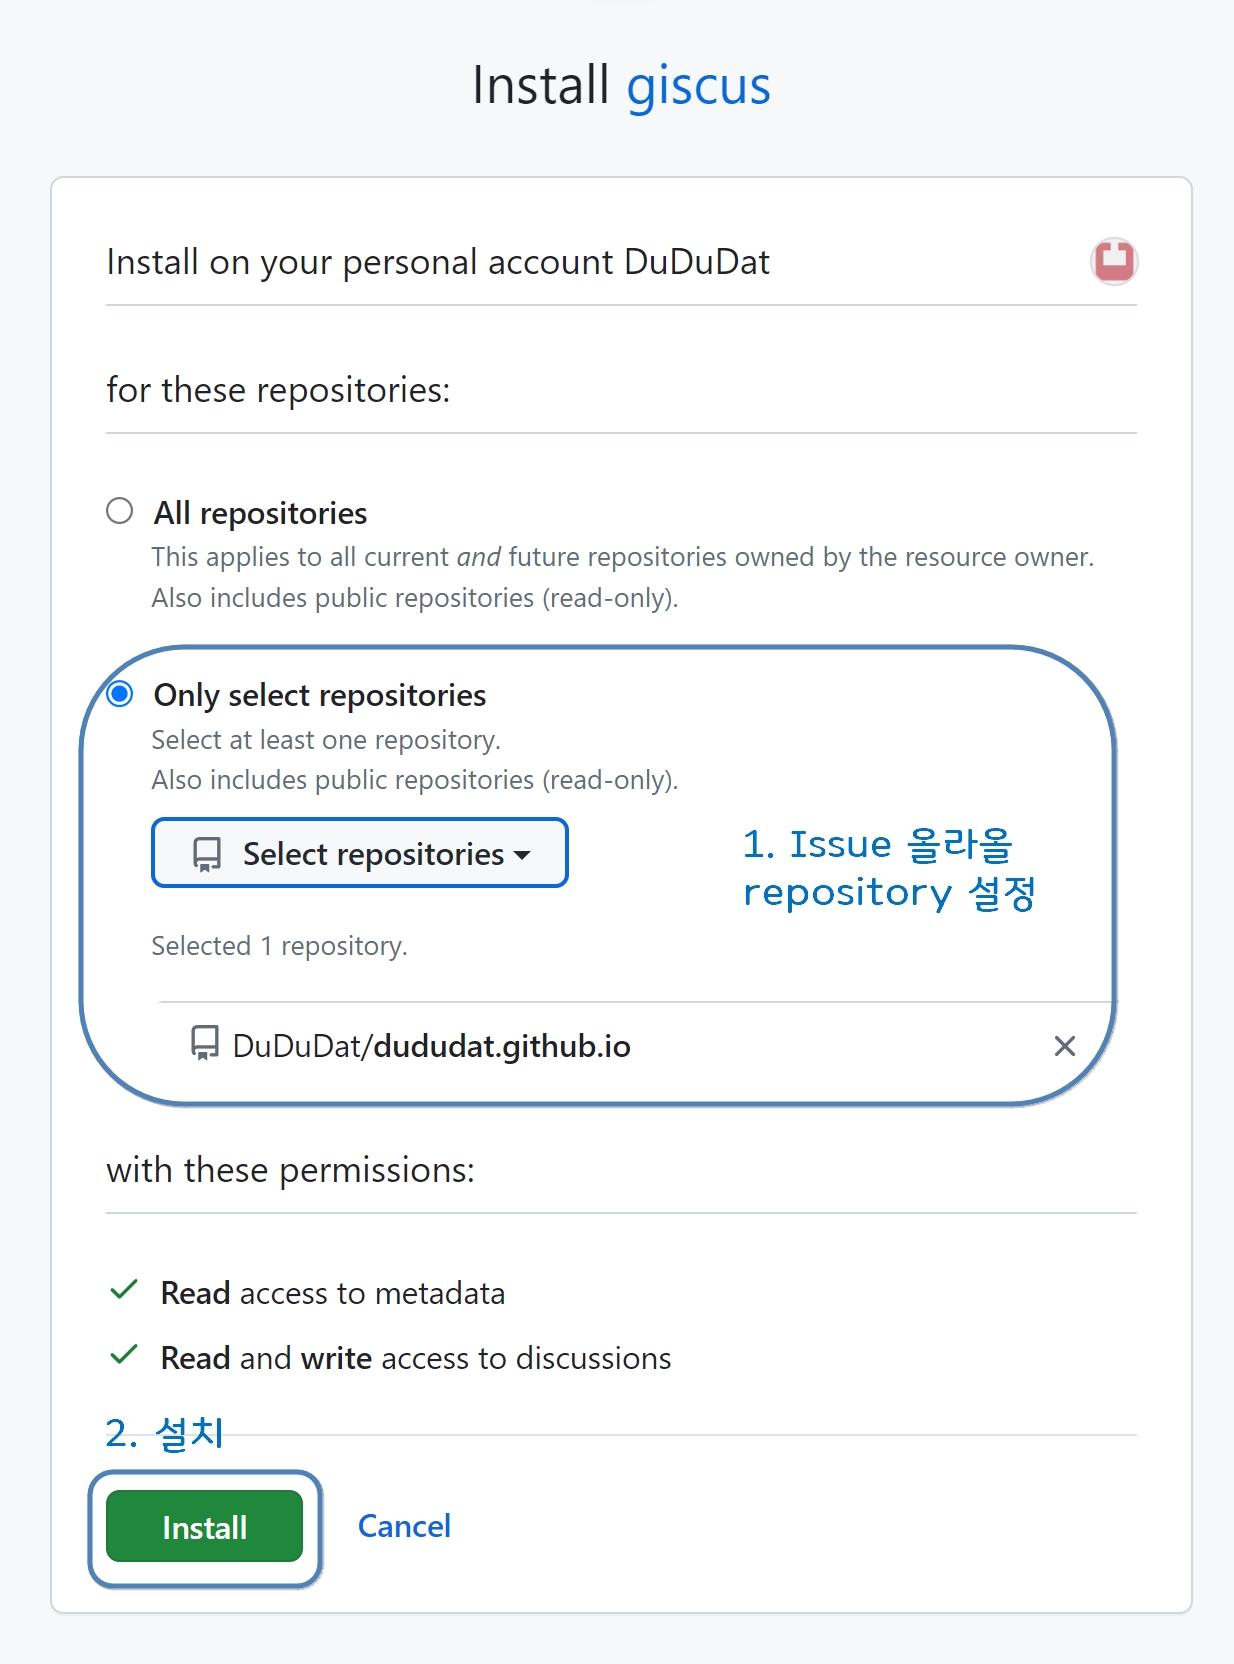 Install giscus
Install on your personal account DuDuDat
for these repositories:
All repositories
This applies to all current and future repositories owned by the resource owner.
Also includes public repositories (read-only).
Only select repositories
Select at least one repository.
Also includes public repositories (read-only).
Select repositories
1. Issue 올라올
repository 설정
Selected 1 repository.
DuDuDat/dududat.github.io
with these permissions:
Read access to metadata
Read and write access to discussions
2. 설치
Install
Cancel